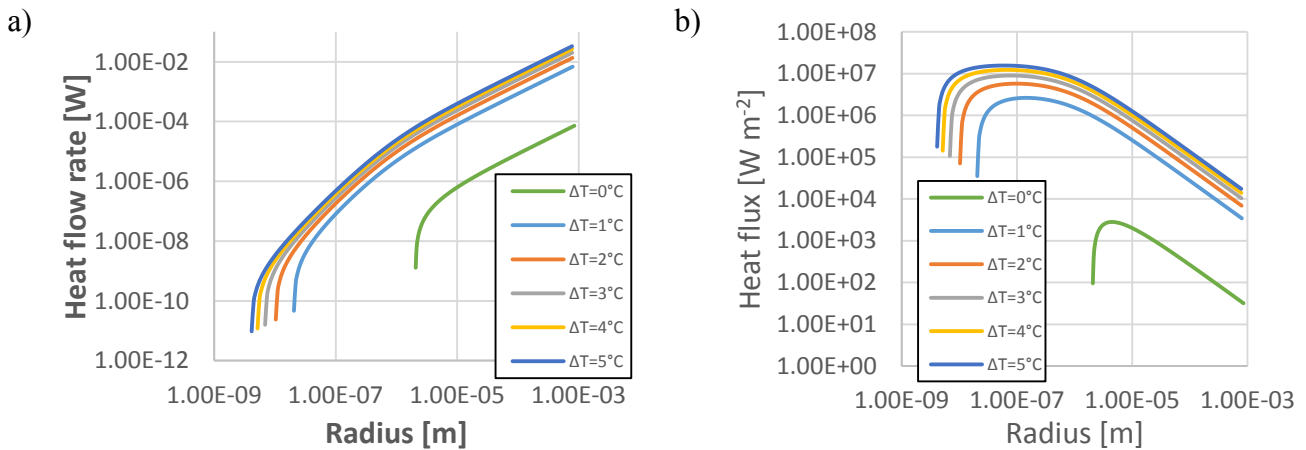 a)
Heat flow rate [W]
1.00E-02
1.00E-04
1.00E-06
1.00E-08
1.00E-10
1.00E-12
1.00E-09
1.00E-07
1.00E-05
1.00E-03
Radius [m]
ΔT=0°C
ΔT=1°C
ΔT=2°C
ΔT=3°C
ΔT=4°C
ΔT=5°C
b)
Heat flux [W m-2]
1.00E+08
1.00E+07
1.00E+06
1.00E+05
1.00E+04
1.00E+03
1.00E+02
1.00E+01
1.00E+00
1.00E-09
1.00E-07
1.00E-05
1.00E-03
Radius [m]
ΔT=0°C
ΔT=1°C
ΔT=2°C
ΔT=3°C
ΔT=4°C
ΔT=5°C